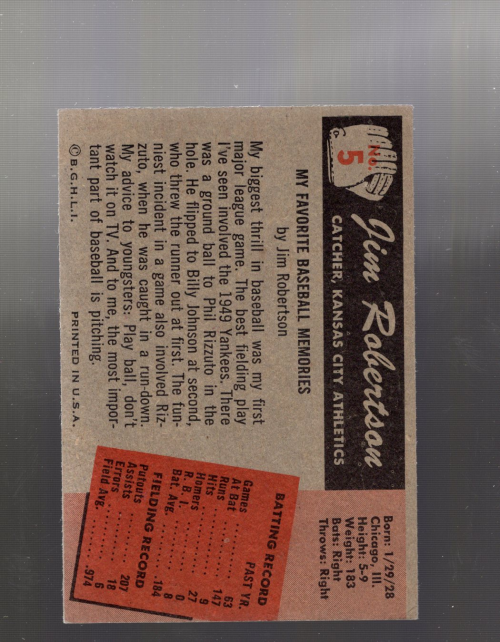 No.
5
Jim Robertson
CATCHER, KANSAS CITY ATHLETICS
Born: 1/29/28
Chicago, Ill.
Height: 5-9
Weight: 183
Bats: Right
Throws: Right
MY FAVORITE BASEBALL MEMORIES
by Jim Robertson
My biggest thrill in baseball was my first
major league game. The best fielding play
I've seen involved the 1949 Yankees. There
was a ground ball to Phil Rizzuto in the
hole. He flipped to Billy Johnson at second,
who threw the runner out at first. The fun-
niest incident in a game also involved Riz-
zuto, when he was caught in a run-down.
My advice to youngsters: Play ball, don't
watch it on TV. And to me, the most impor-
tant part of baseball is pitching.
© B.G.H.L.I. PRINTED IN U.S.A.
BATTING RECORD
PAST YR.
Games ........ 63
At Bat ........ 147
Runs ........ 9
Hits ........ 27
Homers ........ 0
R. B. I. ........ 8
Bat. Avg. ........ .184
FIELDING RECORD
Putouts ........ 207
Assists ........ 18
Errors ........ 6
Field Avg. ........ .974